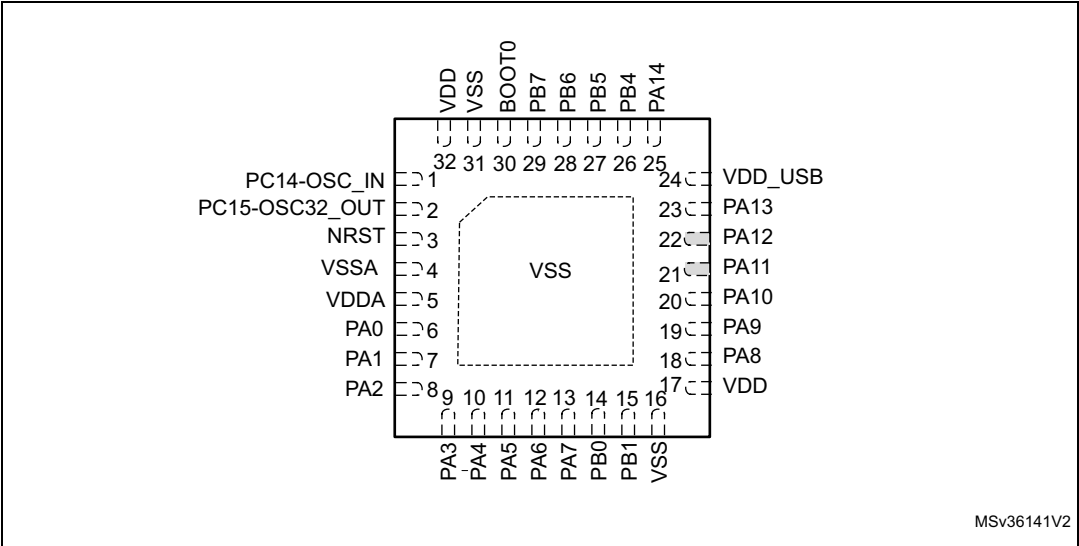 VDD
VSS
BOOT0
PB7
PB6
PB5
PB4
PA14
32 31 30 29 28 27 26 25
PC14-OSC_IN 1
PC15-OSC32_OUT 2
NRST 3
VSSA 4
VDDA 5
PA0 6
PA1 7
PA2 8
VSS
24 VDD_USB
23 PA13
22 PA12
21 PA11
20 PA10
19 PA9
18 PA8
17 VDD
9 10 11 12 13 14 15 16
PA3
PA4
PA5
PA6
PA7
PB0
PB1
VSS
MSv36141V2